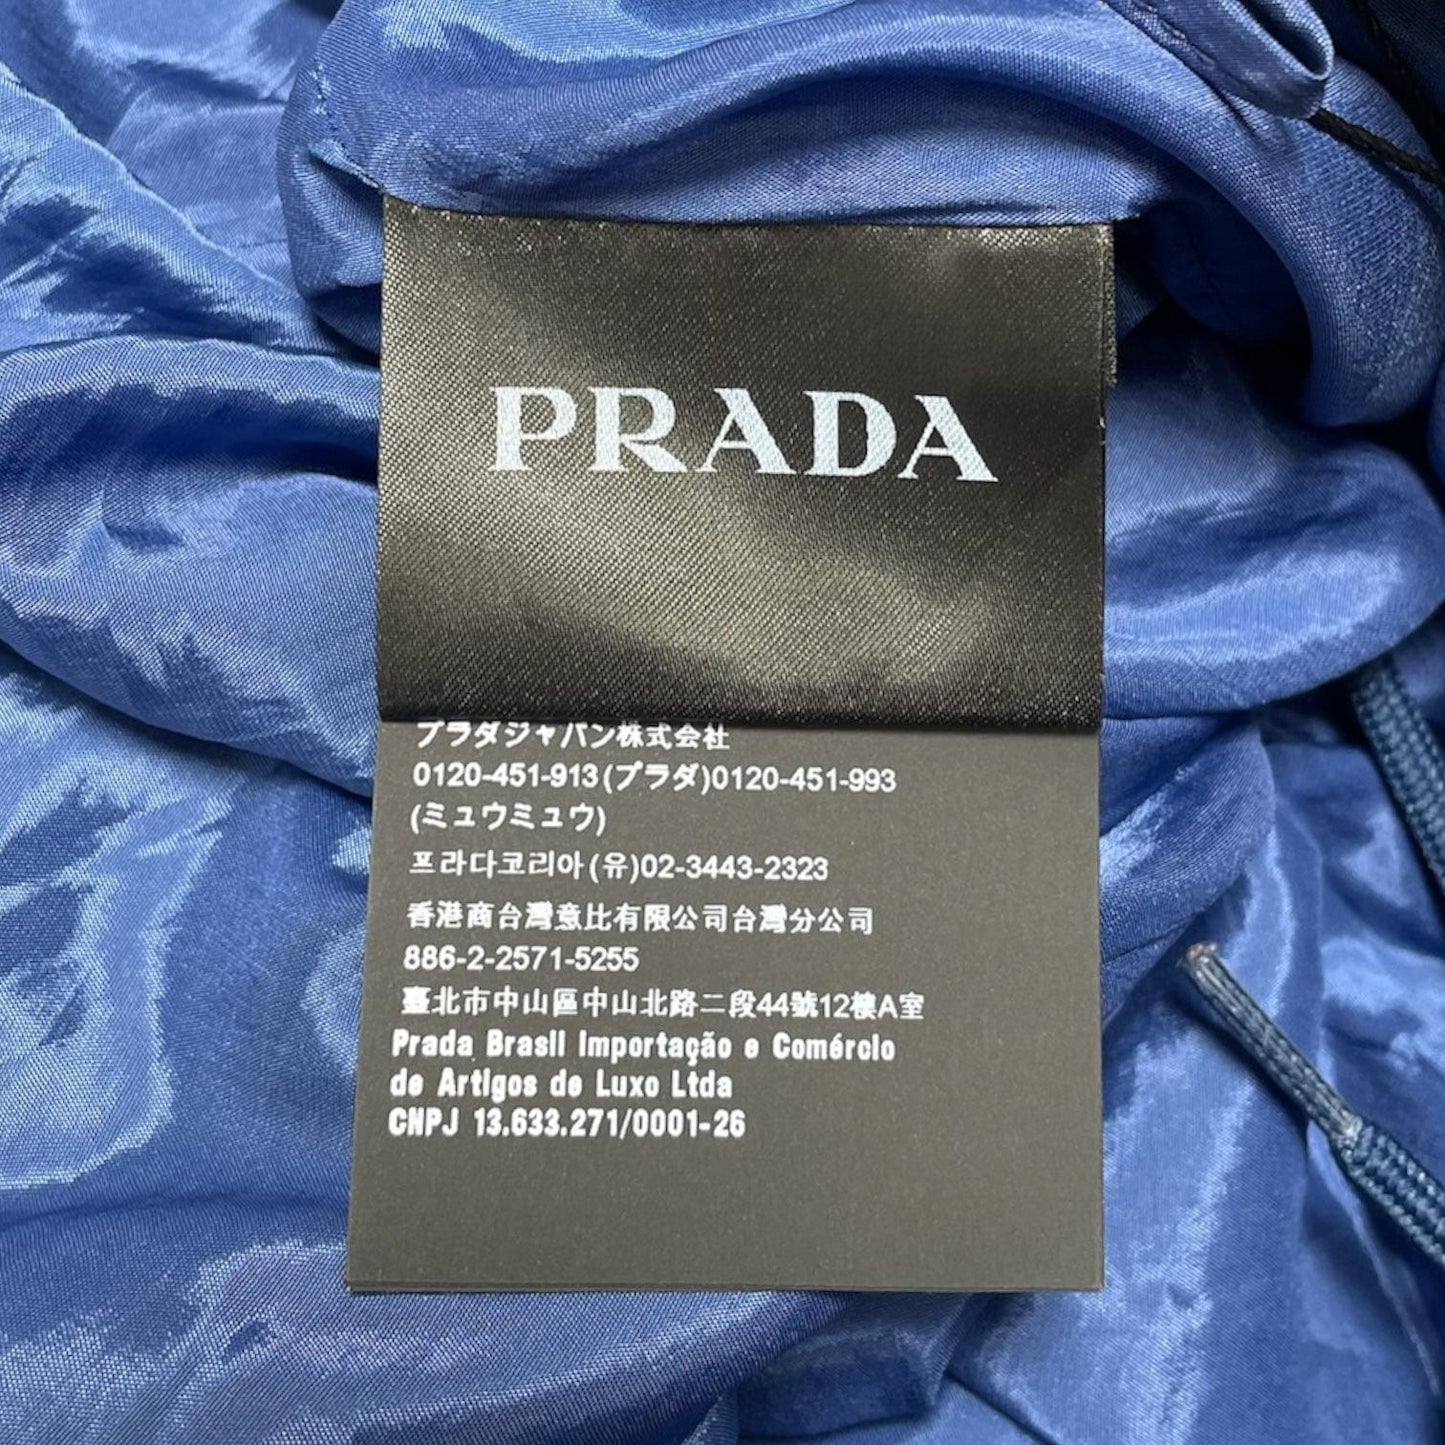 PRADA
プラダジャパン株式会社
0120-451-913(プラダ)0120-451-993
(ミュウミュウ)
프라다코리아(유)02-3443-2323
香港商台灣意比有限公司台灣分公司
886-2-2571-5255
臺北市中山區中山北路二段44號12樓A室
Prada Brasil Importação e Comércio
de Artigos de Luxo Ltda
CNPJ 13.633.271/0001-26